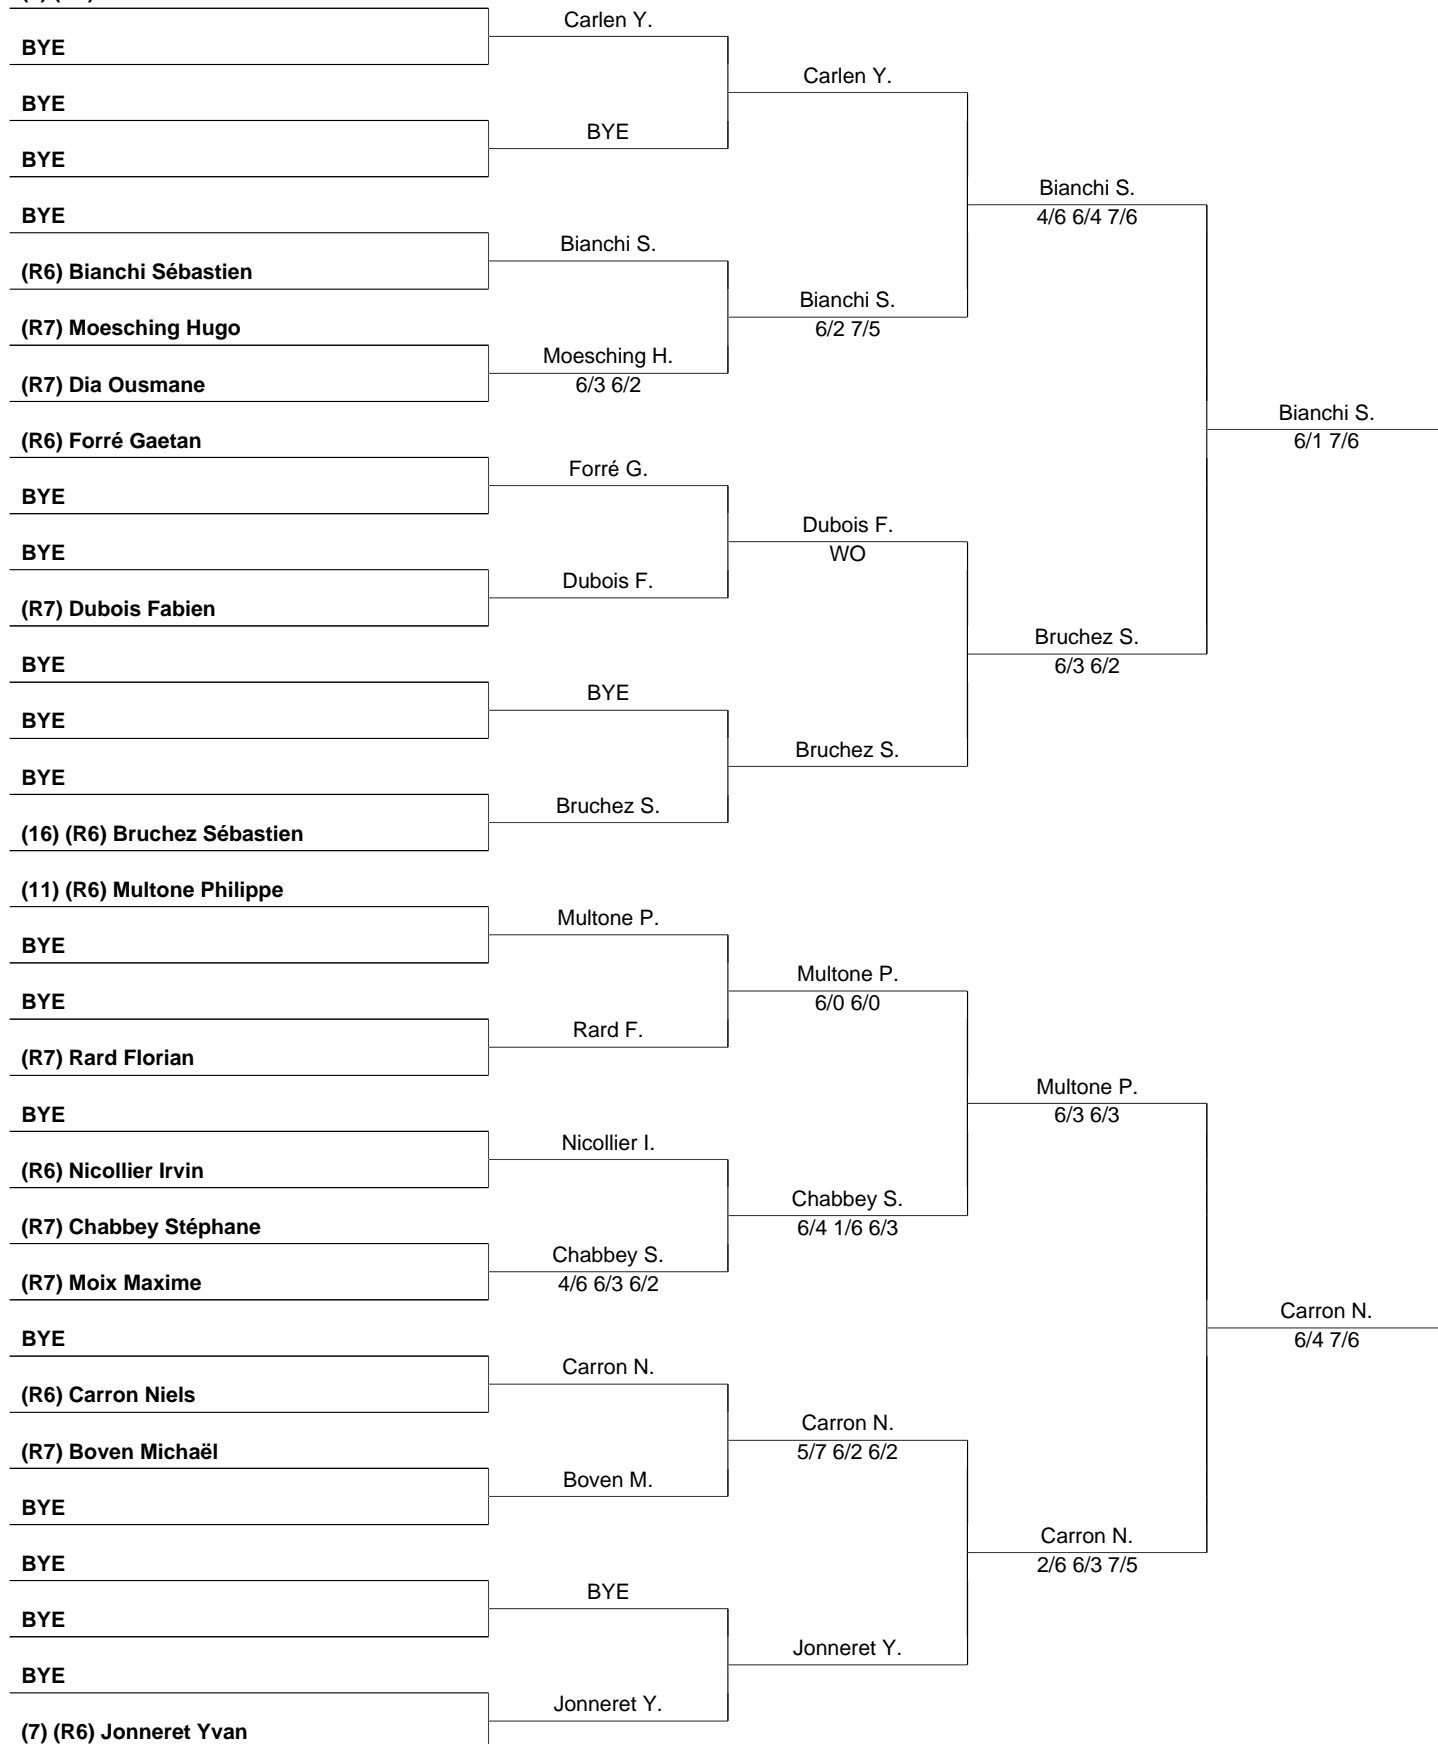 BYE
BYE
BYE
BYE
(R6) Bianchi Sébastien
(R7) Moesching Hugo
(R7) Dia Ousmane
(R6) Forré Gaetan
BYE
BYE
(R7) Dubois Fabien
BYE
BYE
BYE
(16) (R6) Bruchez Sébastien
(11) (R6) Multone Philippe
BYE
BYE
(R7) Rard Florian
BYE
(R6) Nicollier Irvin
(R7) Chabbey Stéphane
(R7) Moix Maxime
BYE
(R6) Carron Niels
(R7) Boven Michaël
BYE
BYE
BYE
BYE
(7) (R6) Jonneret Yvan
Carlen Y.
BYE
Bianchi S.
Moesching H.
6/3 6/2
Forré G.
Dubois F.
BYE
Bruchez S.
Multone P.
Rard F.
Nicollier I.
Chabbey S.
4/6 6/3 6/2
Carron N.
Boven M.
BYE
Jonneret Y.
Carlen Y.
Bianchi S.
6/2 7/5
Dubois F.
WO
Bruchez S.
Multone P.
6/0 6/0
Chabbey S.
6/4 1/6 6/3
Carron N.
5/7 6/2 6/2
Jonneret Y.
Bianchi S.
4/6 6/4 7/6
Bruchez S.
6/3 6/2
Multone P.
6/3 6/3
Carron N.
2/6 6/3 7/5
Bianchi S.
6/1 7/6
Carron N.
6/4 7/6